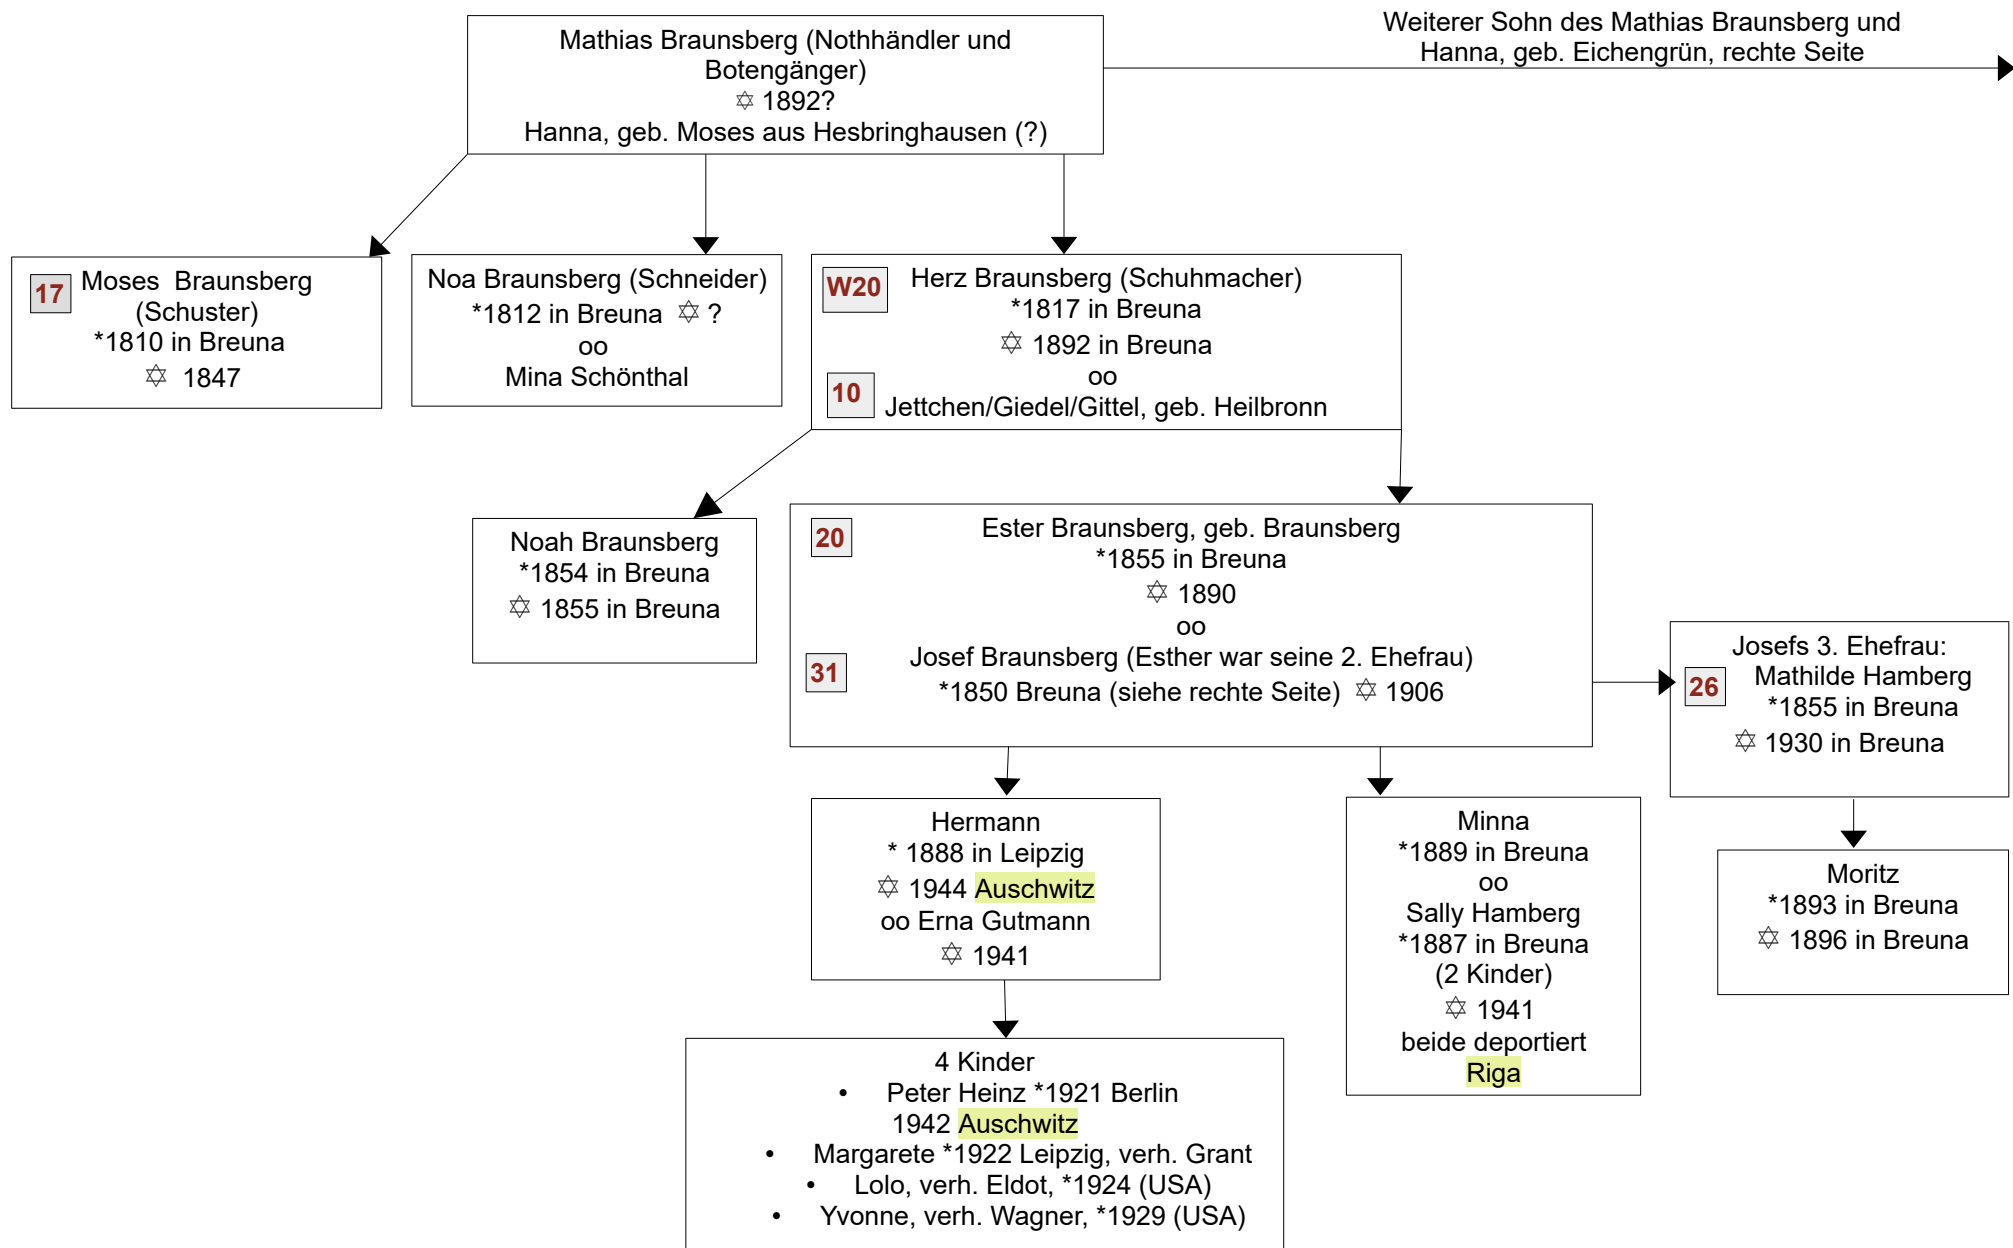 Mathias Braunsberg (Nothhändler und
Botengänger)
✡ 1892?
Hanna, geb. Moses aus Hesbringhausen (?)
Weiterer Sohn des Mathias Braunsberg und
Hanna, geb. Eichengrün, rechte Seite
17 Moses Braunsberg
(Schuster)
*1810 in Breuna
✡ 1847
Noa Braunsberg (Schneider)
*1812 in Breuna ✡ ?
oo
Mina Schönthal
W20 Herz Braunsberg (Schuhmacher)
*1817 in Breuna
✡ 1892 in Breuna
oo
10 Jettchen/Giedel/Gittel, geb. Heilbronn
Noah Braunsberg
*1854 in Breuna
✡ 1855 in Breuna
20 Ester Braunsberg, geb. Braunsberg
*1855 in Breuna
✡ 1890
oo
31 Josef Braunsberg (Esther war seine 2. Ehefrau)
*1850 Breuna (siehe rechte Seite) ✡ 1906
Josefs 3. Ehefrau:
26 Mathilde Hamberg
*1855 in Breuna
✡ 1930 in Breuna
Hermann
* 1888 in Leipzig
✡ 1944 Auschwitz
oo Erna Gutmann
✡ 1941
Minna
*1889 in Breuna
oo
Sally Hamberg
*1887 in Breuna
(2 Kinder)
✡ 1941
beide deportiert
Riga
Moritz
*1893 in Breuna
✡ 1896 in Breuna
4 Kinder
• Peter Heinz *1921 Berlin
1942 Auschwitz
• Margarete *1922 Leipzig, verh. Grant
• Lolo, verh. Eldot, *1924 (USA)
• Yvonne, verh. Wagner, *1929 (USA)